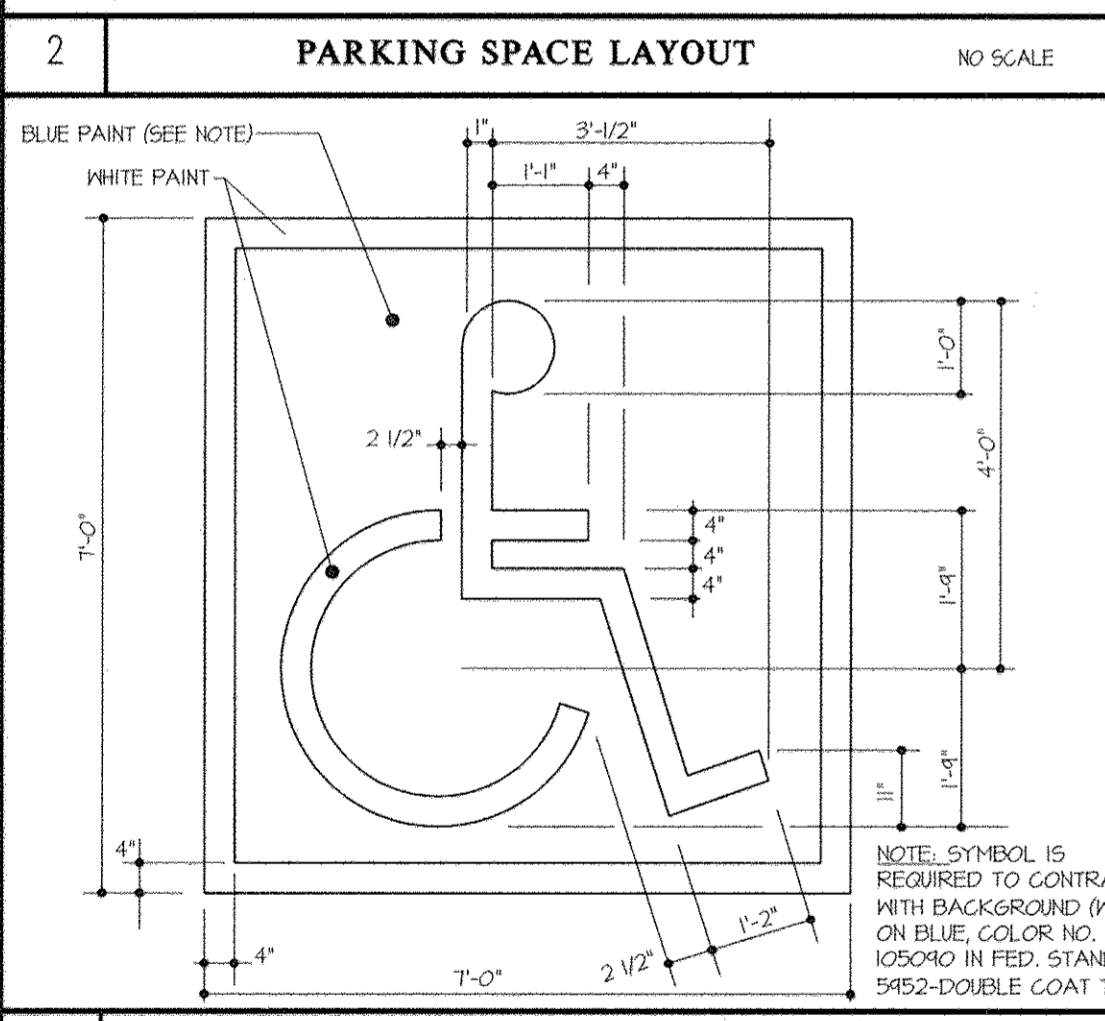 2
PARKING SPACE LAYOUT
NO SCALE
BLUE PAINT (SEE NOTE)
WHITE PAINT
1"
3'-1/2"
1'-1"
4"
1'-0"
4'-0"
2 1/2"
7'-0"
4"
4"
4"
1'-9"
1'-9"
11"
4"
4"
7'-0"
2 1/2"
1'-2"
NOTE: SYMBOL IS
REQUIRED TO
WITH BACKGROUND
ON BLUE, COLOR NO.
105090 IN FED.
5952-DOUBLE COAT